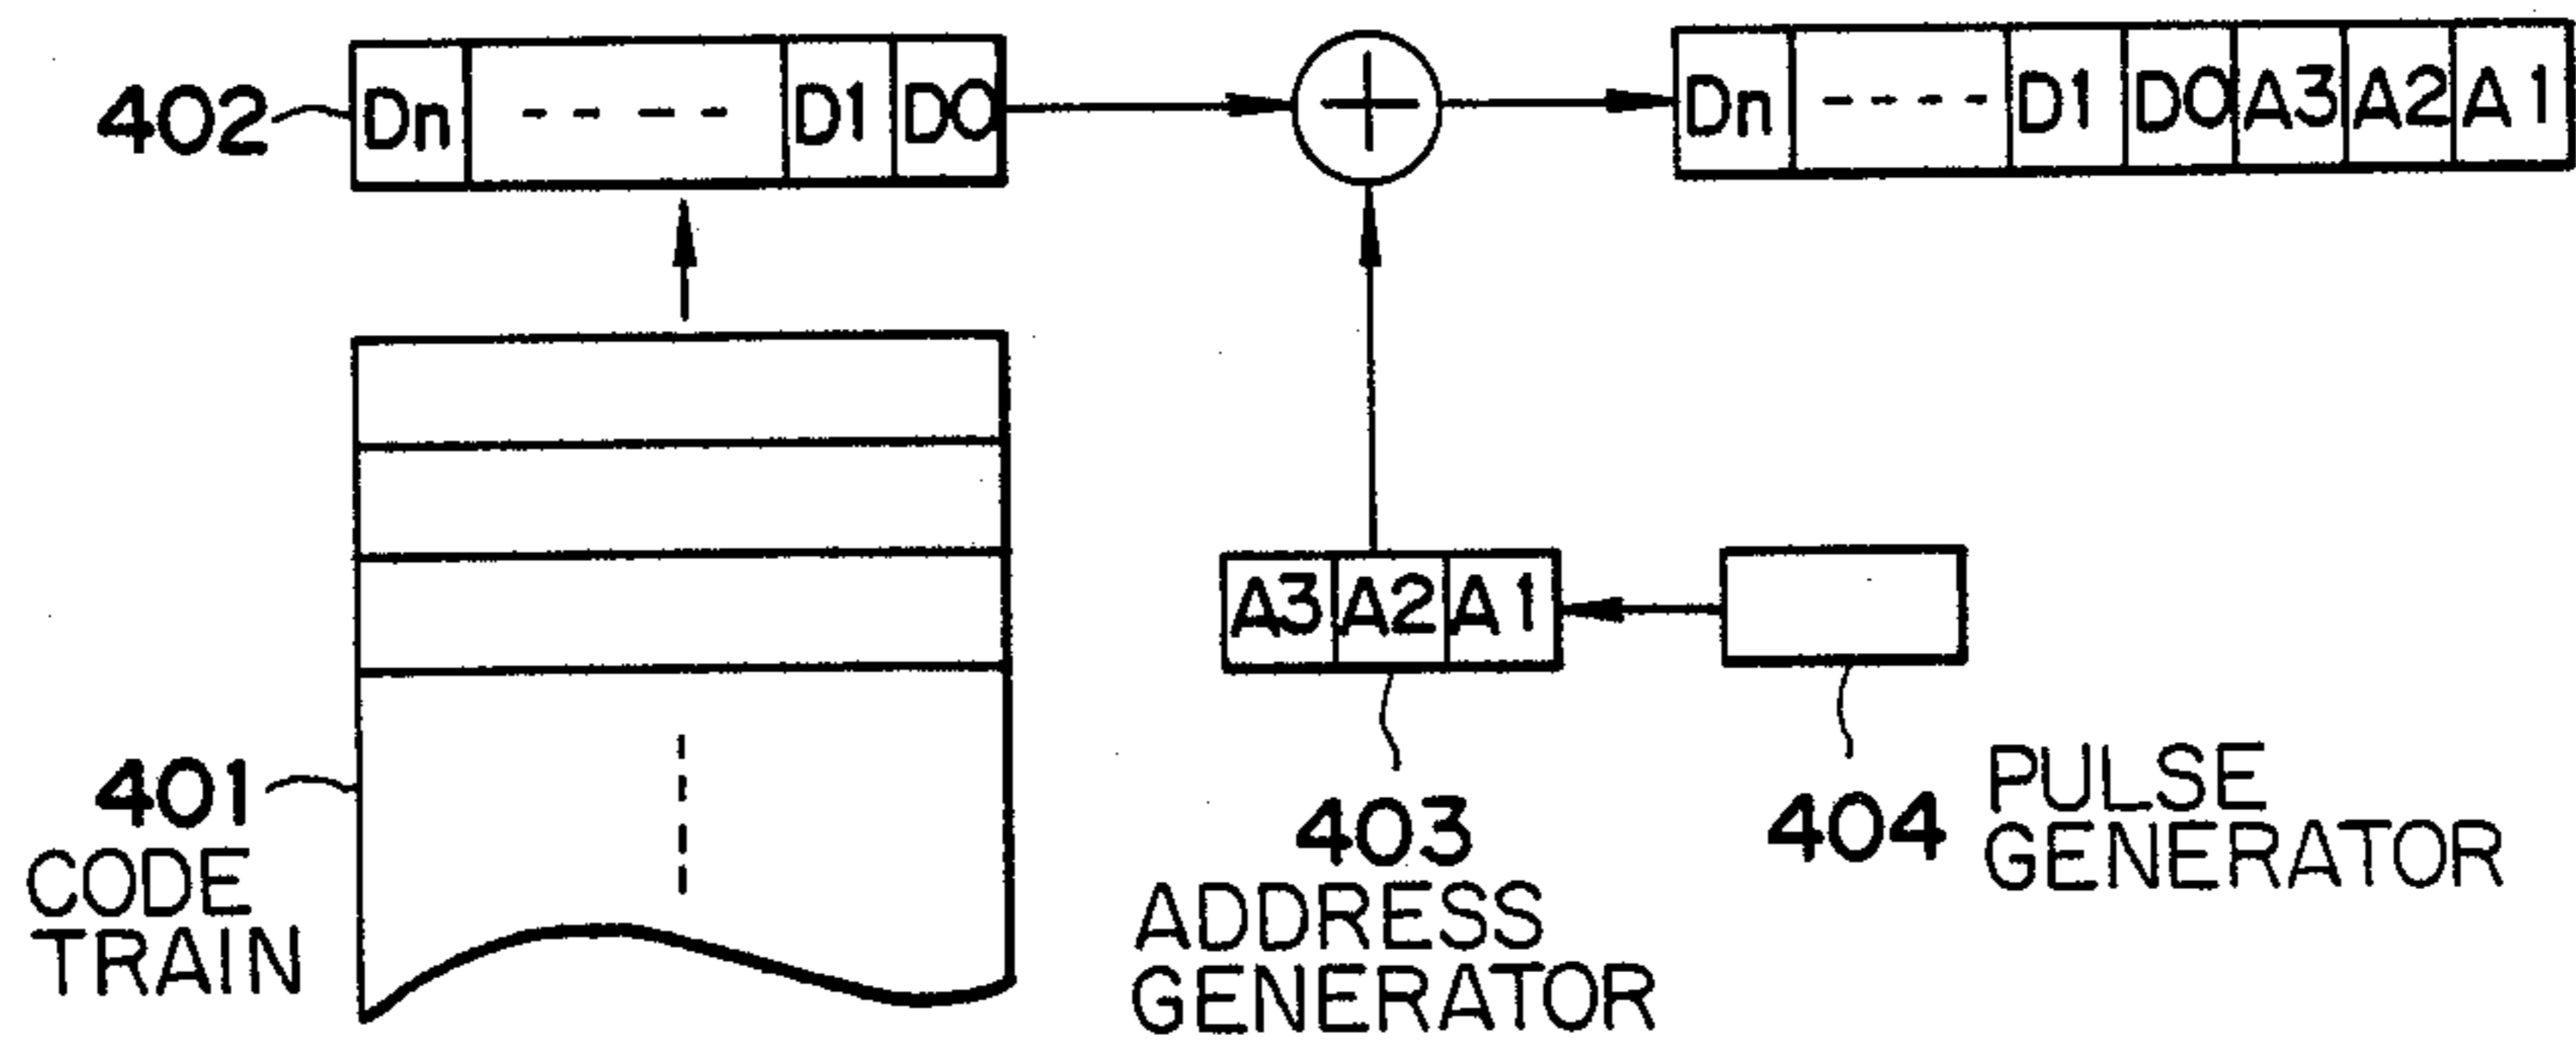 402 Dn ---- D1 D0
Dn ---- D1 D0 A3 A2 A1
A3 A2 A1
401
CODE
TRAIN
403
ADDRESS
GENERATOR
404 PULSE
GENERATOR